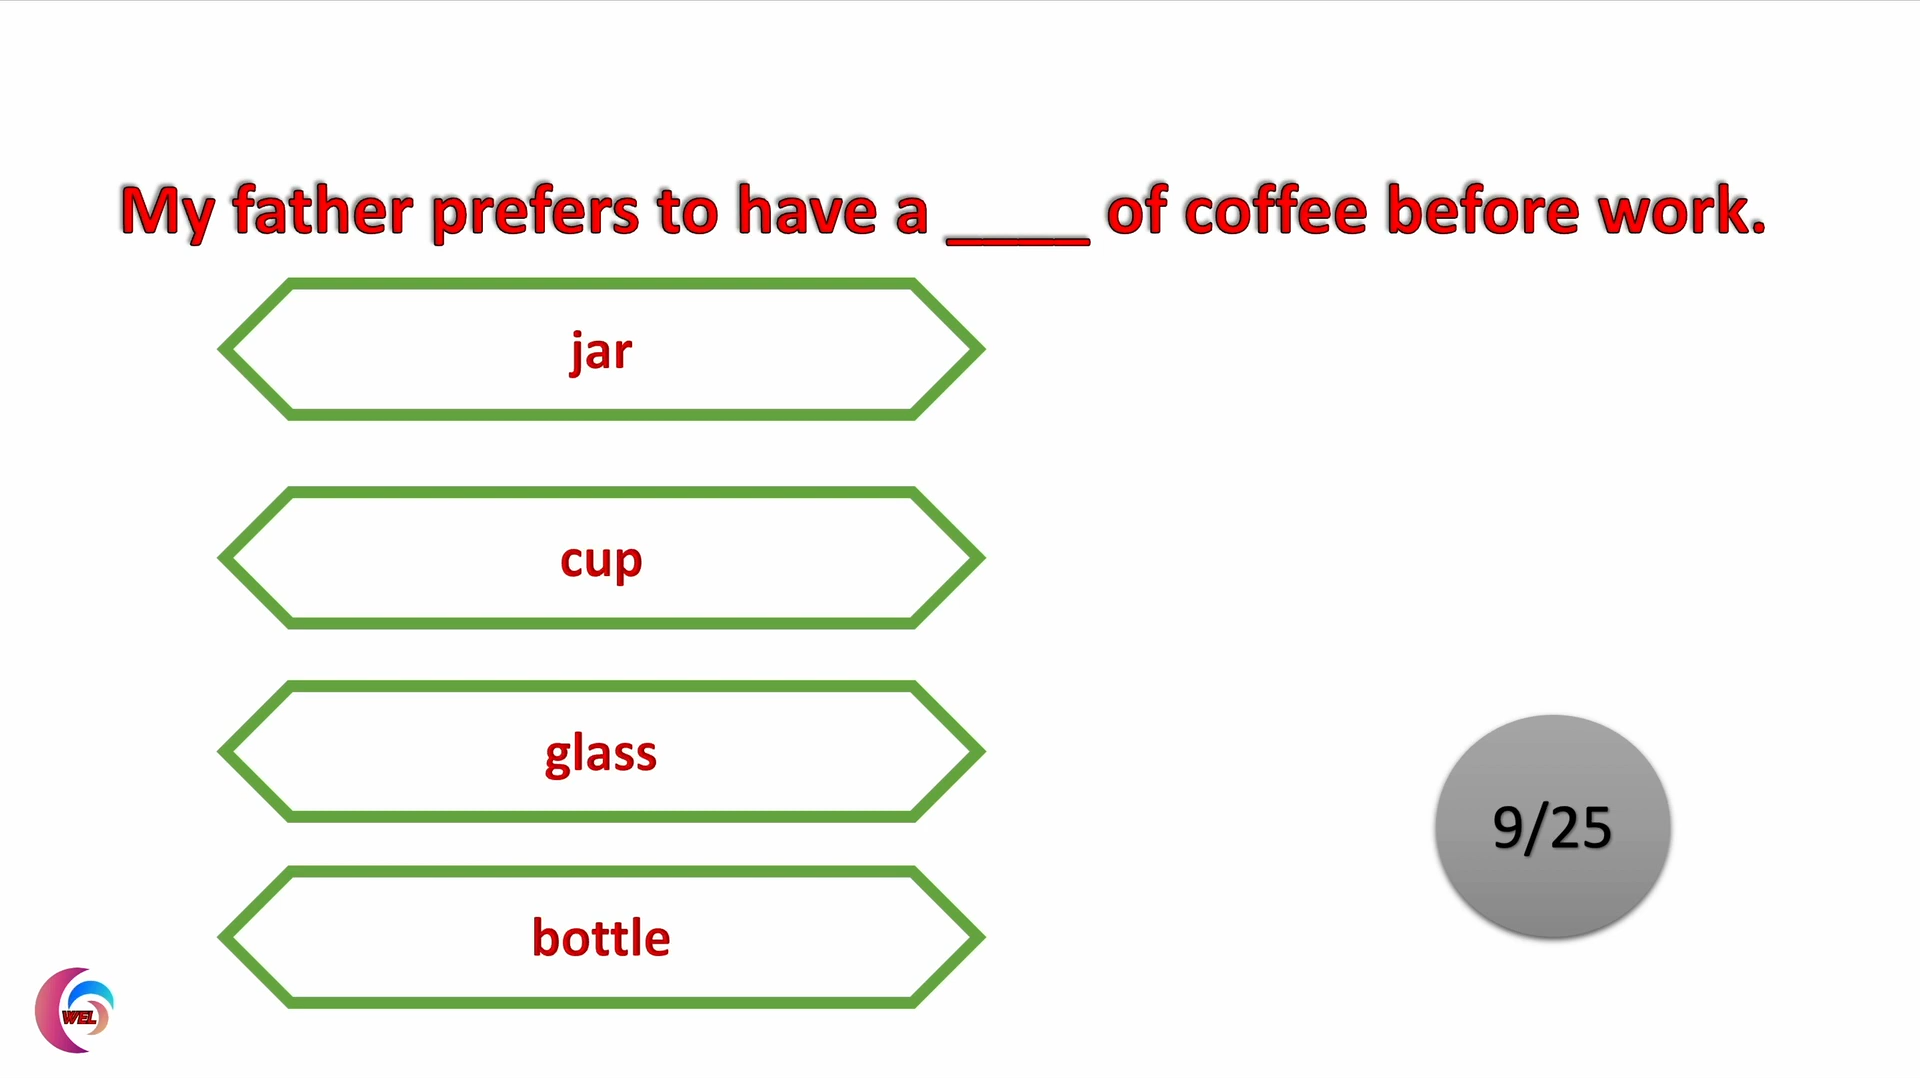 My father prefers to have a ____ of coffee before work.
jar
cup
glass
bottle
9/25
WEL